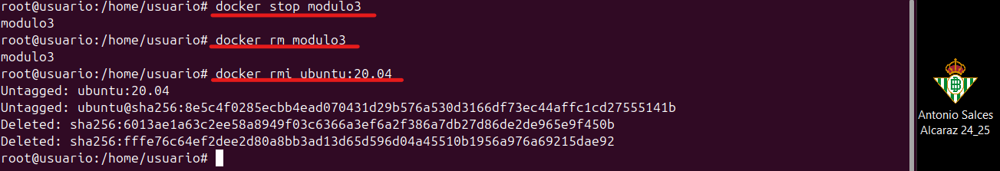 root@usuario:/home/usuario# docker stop modulo3
modulo3
root@usuario:/home/usuario# docker rm modulo3
modulo3
root@usuario:/home/usuario# docker rmi ubuntu:20.04
Untagged: ubuntu:20.04
Untagged: ubuntu@sha256:8e5c4f0285ecbb4ead070431d29b576a530d3166df73ec44affc1cd27555141b
Deleted: sha256:6013ae1a63c2ee58a8949f03c6366a3ef6a2f386a7db27d86de2de965e9f450b
Deleted: sha256:fffe76c64ef2dee2d80a8bb3ad13d65d596d04a45510b1956a976a69215dae92
root@usuario:/home/usuario#
Antonio Salces
Alcaraz 24_25